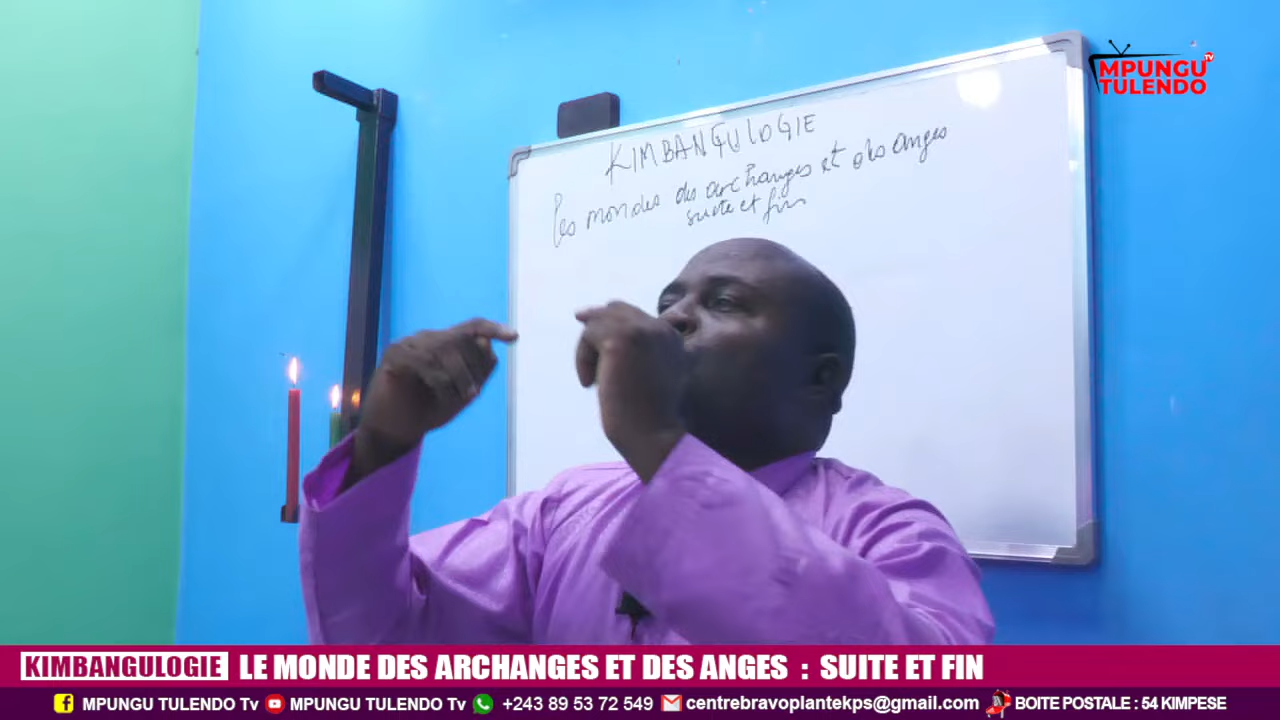 MPUNGU TV
TULENDO
KIMBANGULOGIE
les mondes des archanges et des anges
suite et fin
KIMBANGULOGIE LE MONDE DES ARCHANGES ET DES ANGES : SUITE ET FIN
MPUNGU TULENDO Tv MPUNGU TULENDO Tv +243 89 53 72 549 centrebravoplantekps@gmail.com BOITE POSTALE : 54 KIMPESE